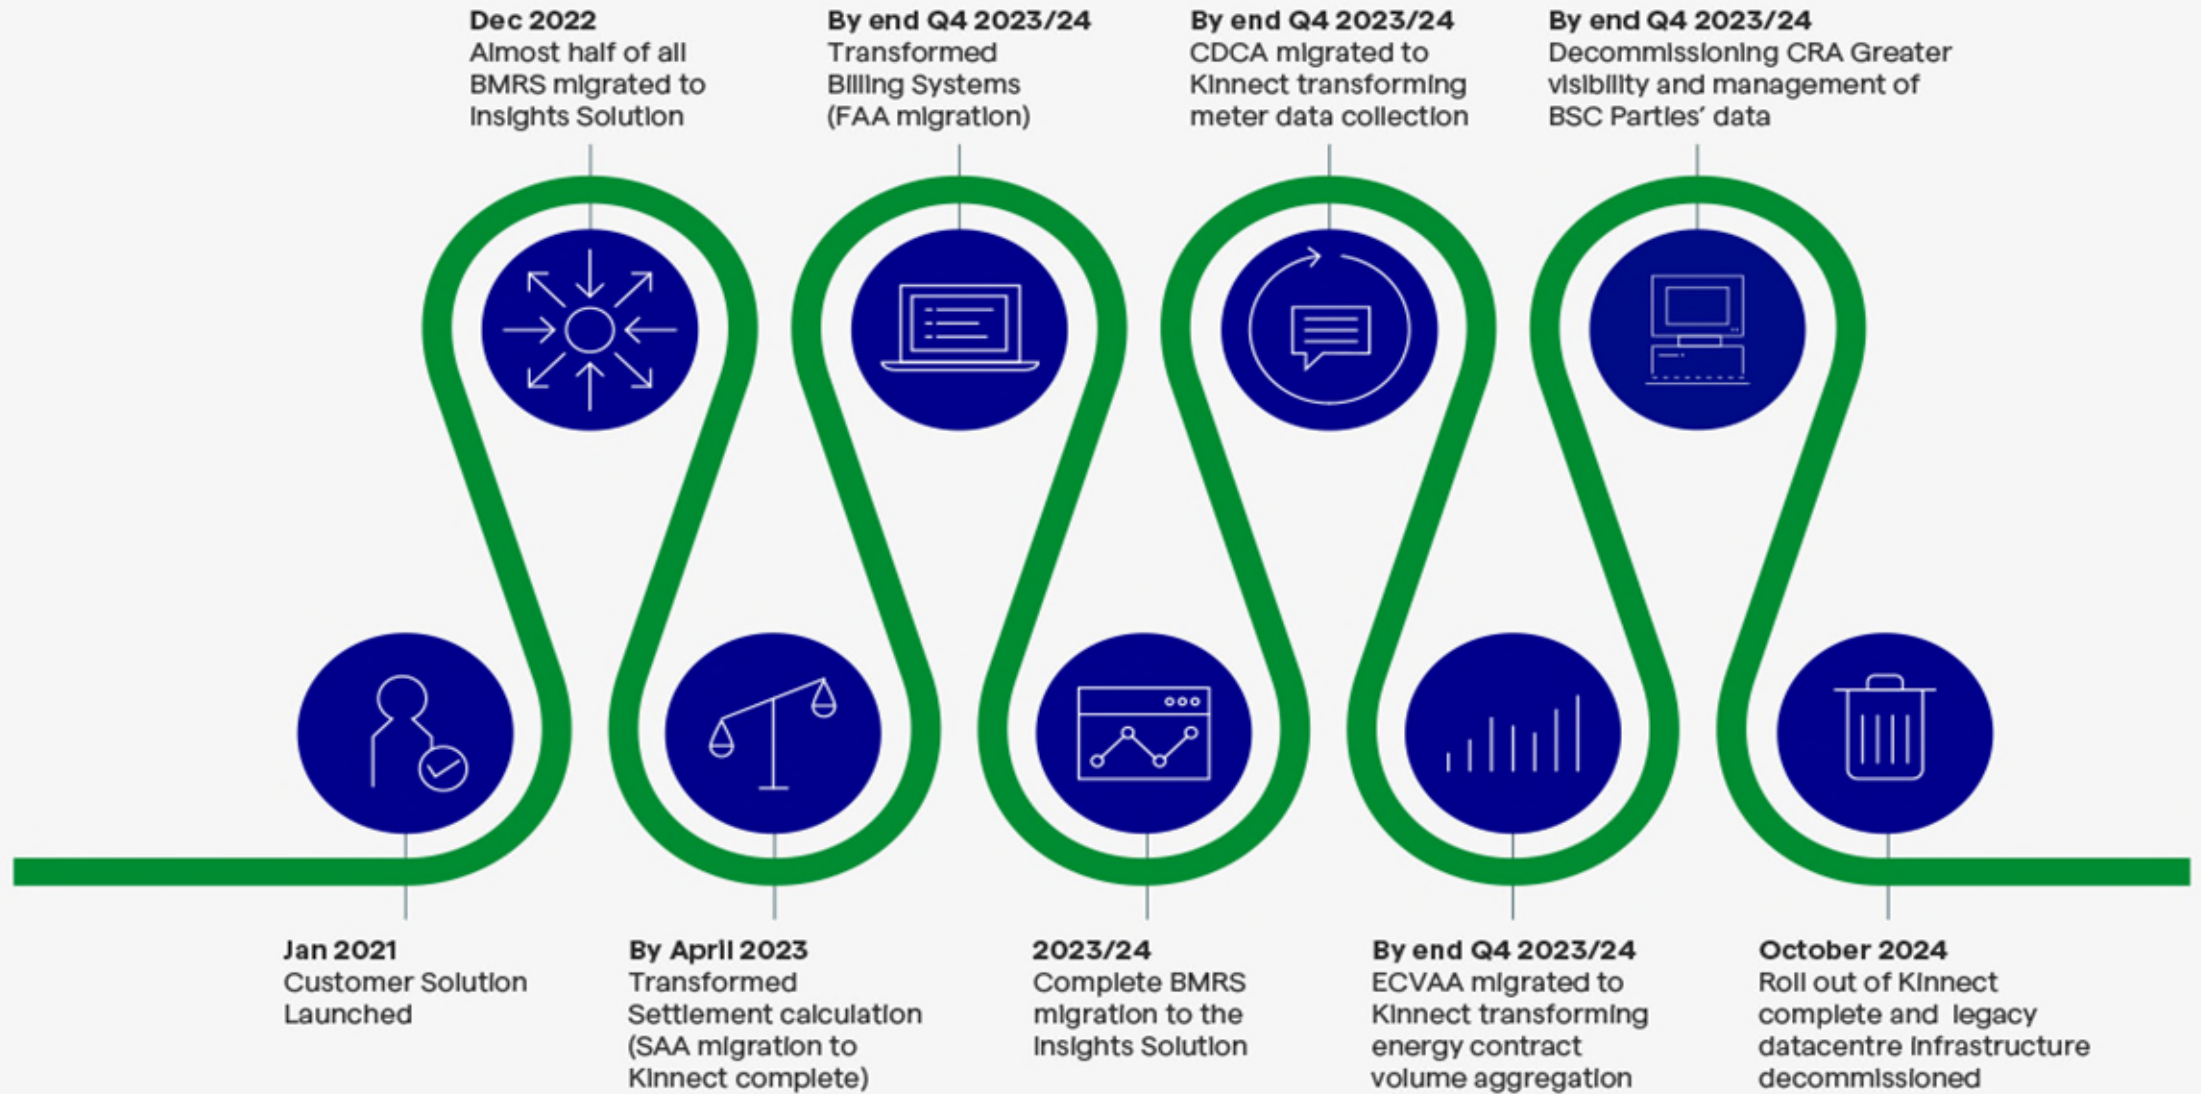 Dec 2022
Almost half of all
BMRS migrated to
Insights Solution
By end Q4 2023/24
Transformed
Billing Systems
(FAA migration)
By end Q4 2023/24
CDCA migrated to
Kinnect transforming
meter data collection
By end Q4 2023/24
Decommissioning CRA Greater
visibility and management of
BSC Parties’ data
Jan 2021
Customer Solution
Launched
By April 2023
Transformed
Settlement calculation
(SAA migration to
Kinnect complete)
2023/24
Complete BMRS
migration to the
Insights Solution
By end Q4 2023/24
ECVAA migrated to
Kinnect transforming
energy contract
volume aggregation
October 2024
Roll out of Kinnect
complete and legacy
datacentre infrastructure
decommissioned